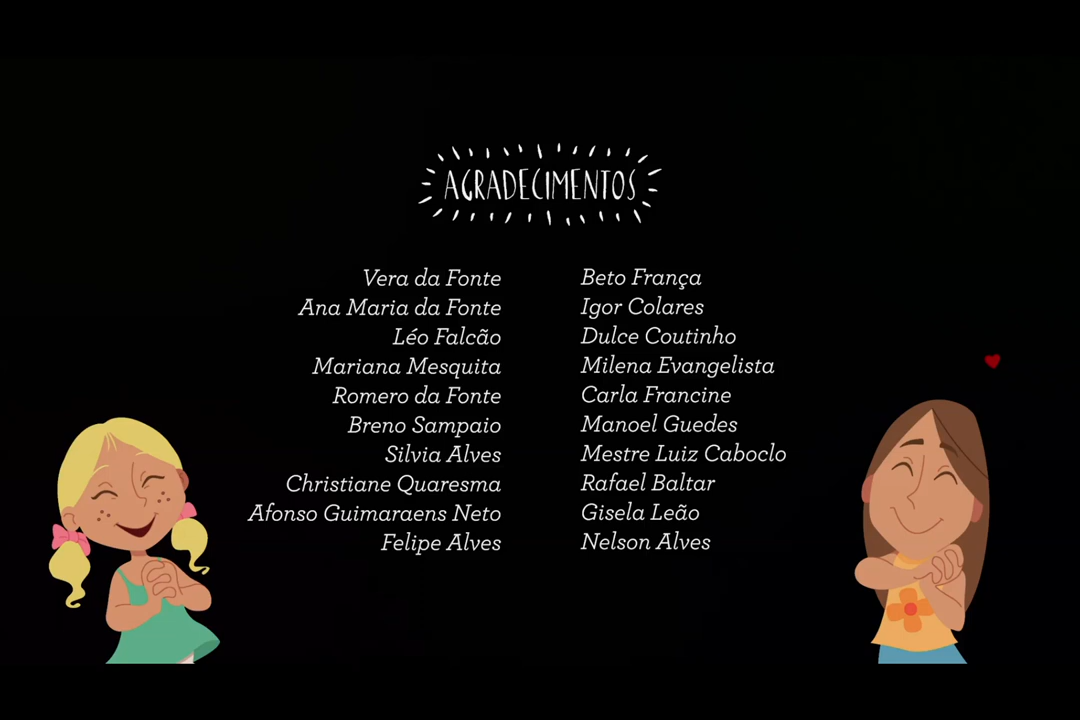 AGRADECIMENTOS
Vera da Fonte
Ana Maria da Fonte
Léo Falcão
Mariana Mesquita
Romero da Fonte
Breno Sampaio
Silvia Alves
Christiane Quaresma
Afonso Guimaraens Neto
Felipe Alves
Beto França
Igor Colares
Dulce Coutinho
Milena Evangelista
Carla Francine
Manoel Guedes
Mestre Luiz Caboclo
Rafael Baltar
Gisela Leão
Nelson Alves